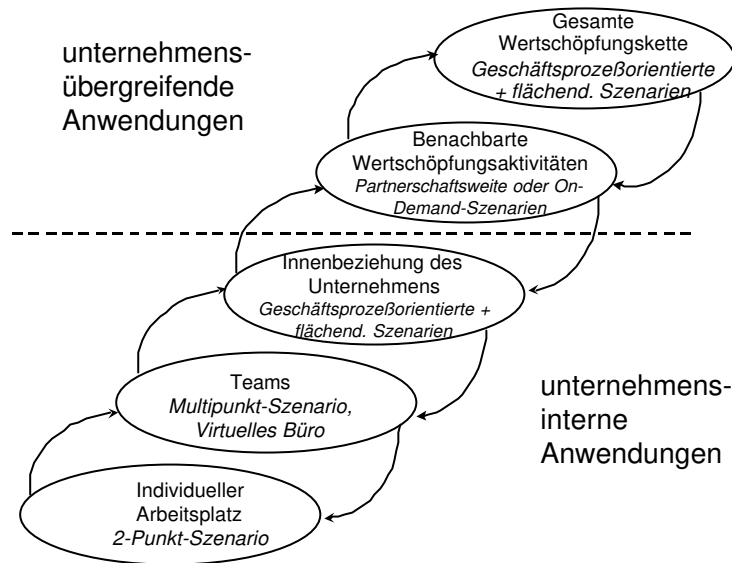 Gesamte
Wertschöpfungskette
Geschäftsprozeßorientierte
+ flächend. Szenarien
unternehmens-
übergreifende
Anwendungen
Benachbarte
Wertschöpfungsaktivitäten
Partnerschaftsweite oder On-
Demand-Szenarien
Innenbeziehung des
Unternehmens
Geschäftsprozeßorientierte +
flächend. Szenarien
Teams
Multipunkt-Szenario,
Virtuelles Büro
unternehmens-
interne
Anwendungen
Individueller
Arbeitsplatz
2-Punkt-Szenario